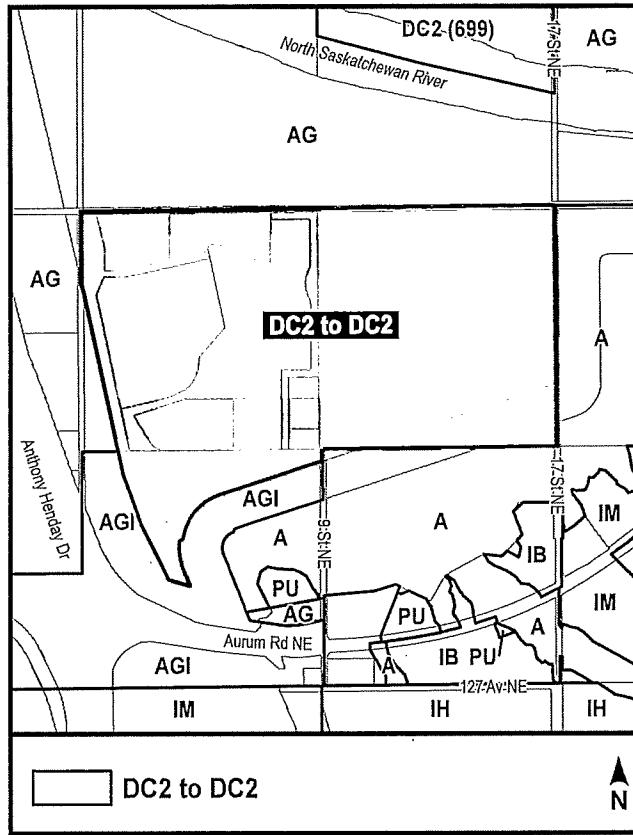 DC2 (699)
17 St NE
AG
North Saskatchewan River
AG
AG
DC2 to DC2
A
Anthony Henday Dr
AGI
AGI
9 St NE
A
A
17 St NE
IM
IB
PU
PU
AG
IM
Aurum Rd NE
A
AGI
A
IB
PU
127 Av NE
IM
IH
IH
DC2 to DC2
N